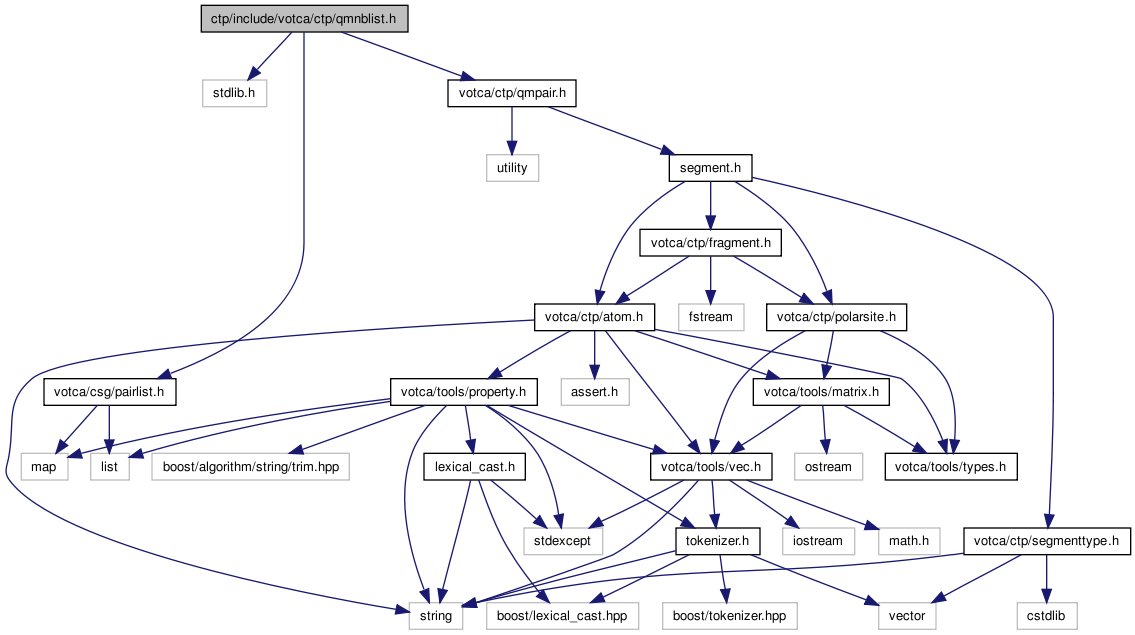 ctp/include/votca/ctp/qmnblist.h
stdlib.h
votca/ctp/qmpair.h
utility
segment.h
votca/ctp/fragment.h
votca/ctp/atom.h
fstream
votca/ctp/polarsite.h
votca/csg/pairlist.h
votca/tools/property.h
assert.h
votca/tools/matrix.h
map
list
boost/algorithm/string/trim.hpp
lexical_cast.h
votca/tools/vec.h
ostream
votca/tools/types.h
stdexcept
tokenizer.h
iostream
math.h
votca/ctp/segmenttype.h
string
boost/lexical_cast.hpp
boost/tokenizer.hpp
vector
cstdlib